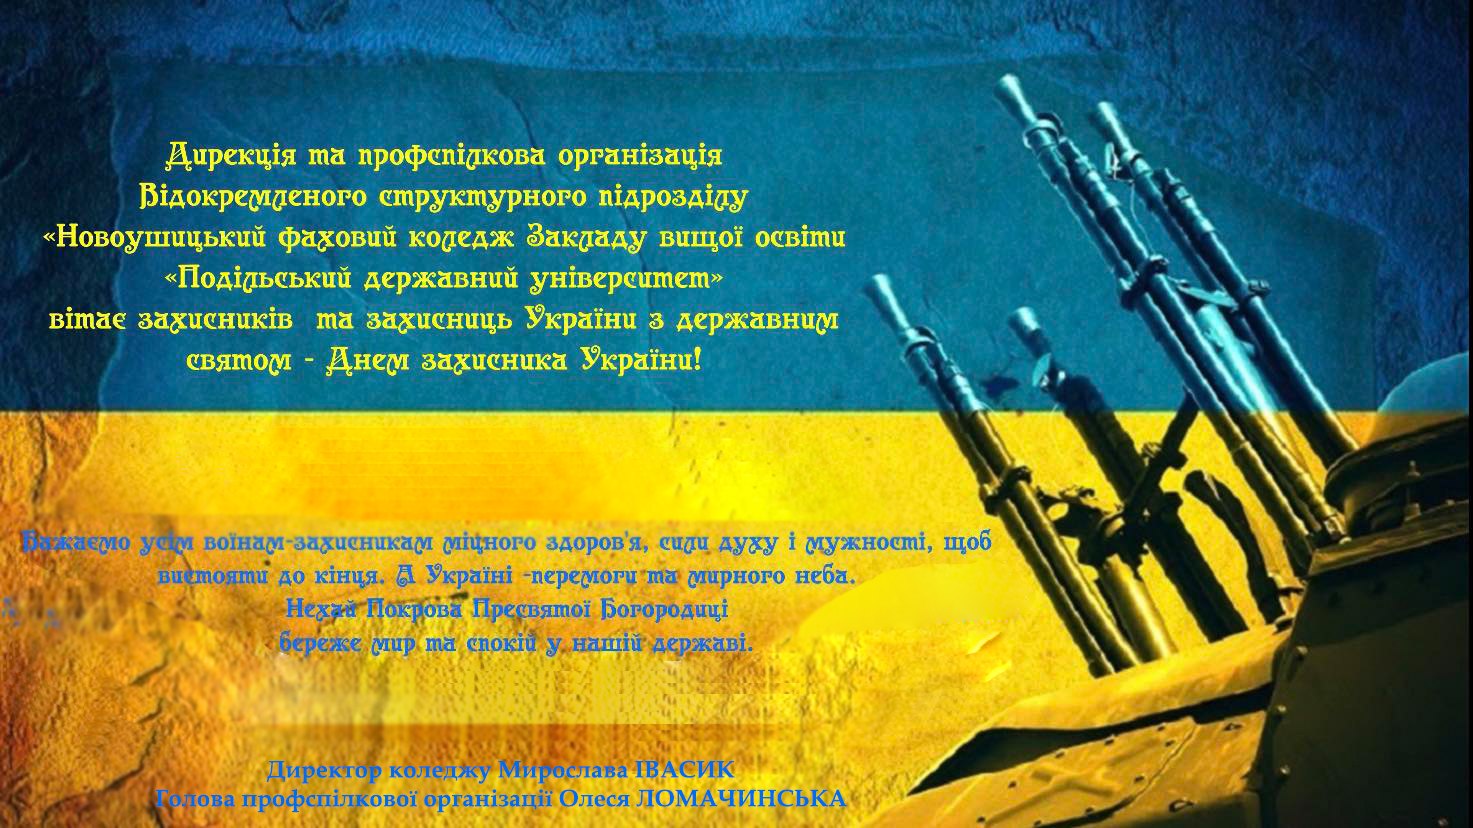 Дирекція та профспілкова організація
Відокремленого структурного підрозділу
«Новоушицький фаховий коледж Закладу вищої освіти
«Подільський державний університет»
вітає захисників та захисниць України з державним
святом - Днем захисника України!
Бажаємо усім воїнам-захисникам міцного здоров'я, сили духу і мужності, щоб
вистояти до кінця. А Україні -перемоги та мирного неба.
Нехай Покрова Пресвятої Богородиці
береже мир та спокій у нашій державі.
Директор коледжу Мирослава ІВАСИК
Голова профспілкової організації Олеся ЛОМАЧИНСЬКА